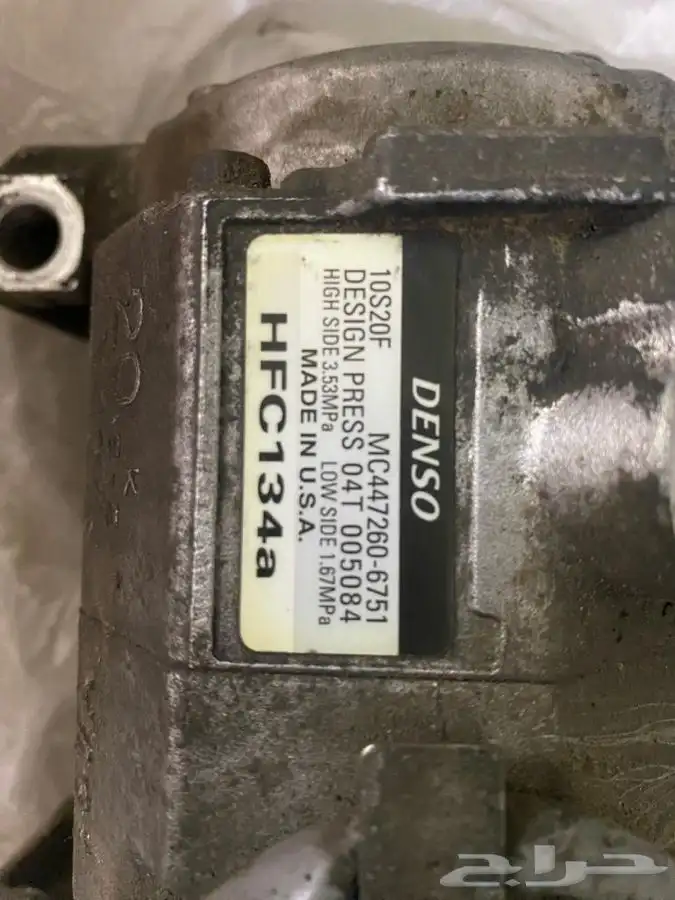 DENSO
10S20F MC447260-6751
DESIGN PRESS 04T 005084
HIGH SIDE 3.53MPa LOW SIDE 1.67MPa
MADE IN U.S.A.
HFC134a
20
حراج